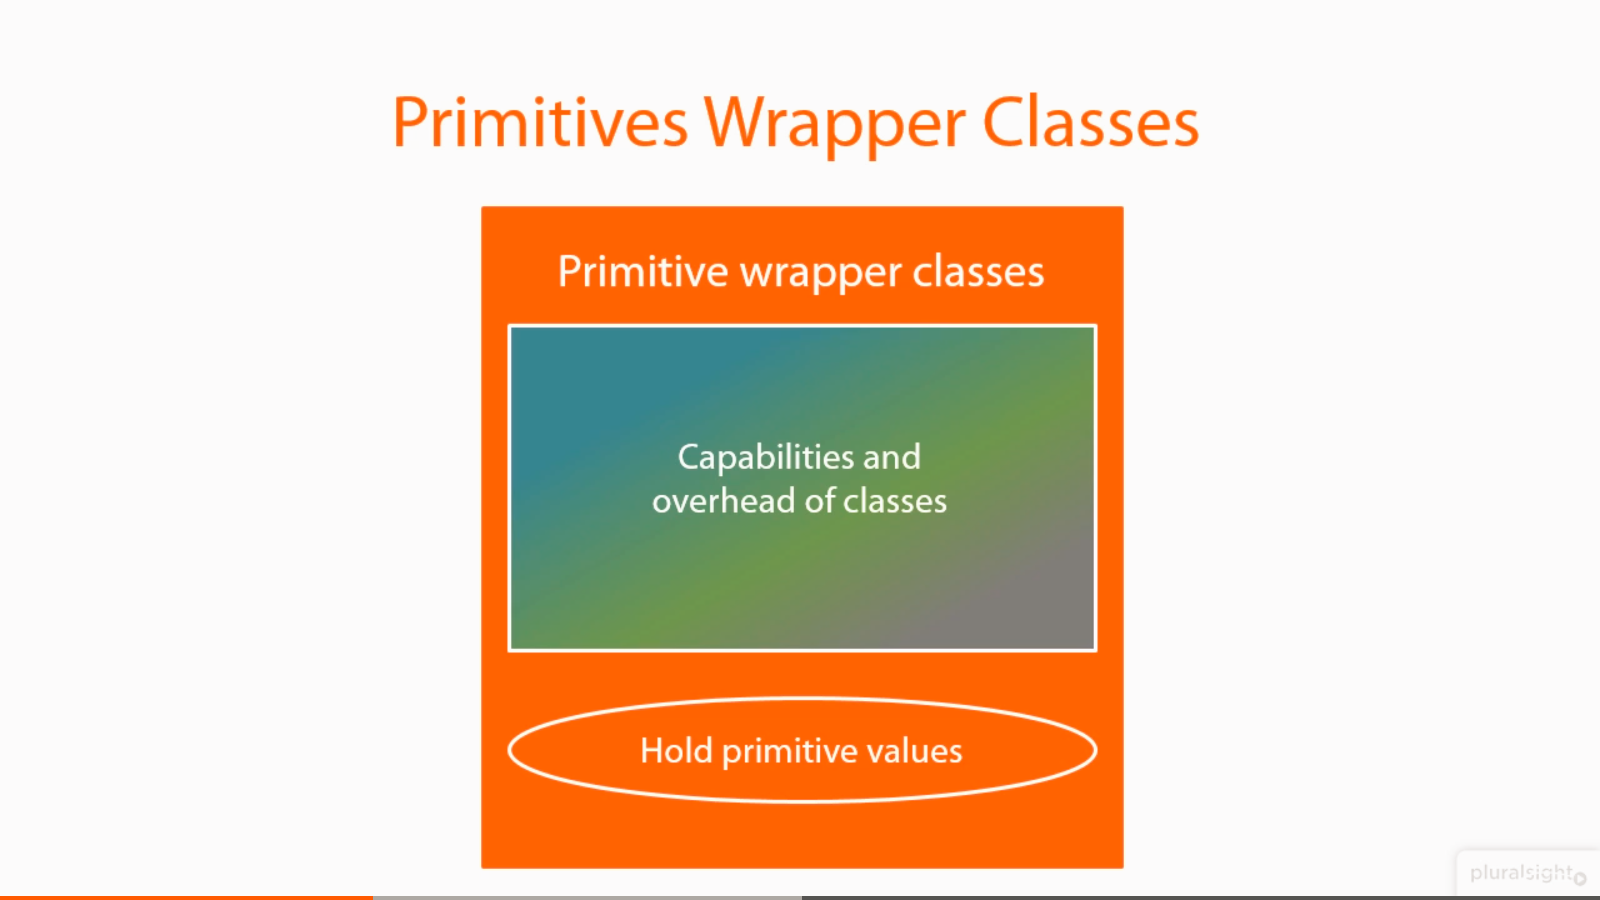 Primitives Wrapper Classes
Primitive wrapper classes
Capabilities and
overhead of classes
Hold primitive values
pluralsight